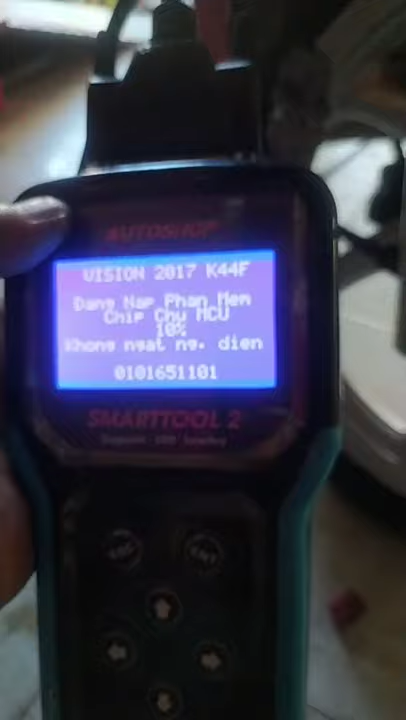 AUTOSHOP
VISION 2017 K44F
Dang Nap Phan Mem
Chip Chu MCU
10%
Khong ngat ng. dien
0101651101
SMARTTOOL 2